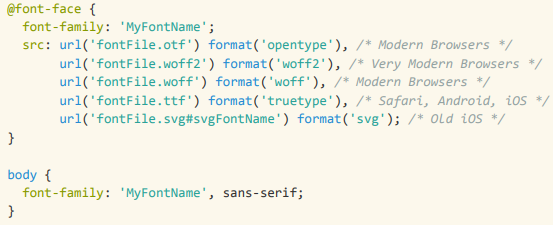 @font-face {
  font-family: 'MyFontName';
  src: url('fontFile.otf') format('opentype'), /* Modern Browsers */
       url('fontFile.woff2') format('woff2'), /* Very Modern Browsers */
       url('fontFile.woff') format('woff'), /* Modern Browsers */
       url('fontFile.ttf') format('truetype'), /* Safari, Android, iOS */
       url('fontFile.svg#svgFontName') format('svg'); /* Old iOS */
}

body {
  font-family: 'MyFontName', sans-serif;
}